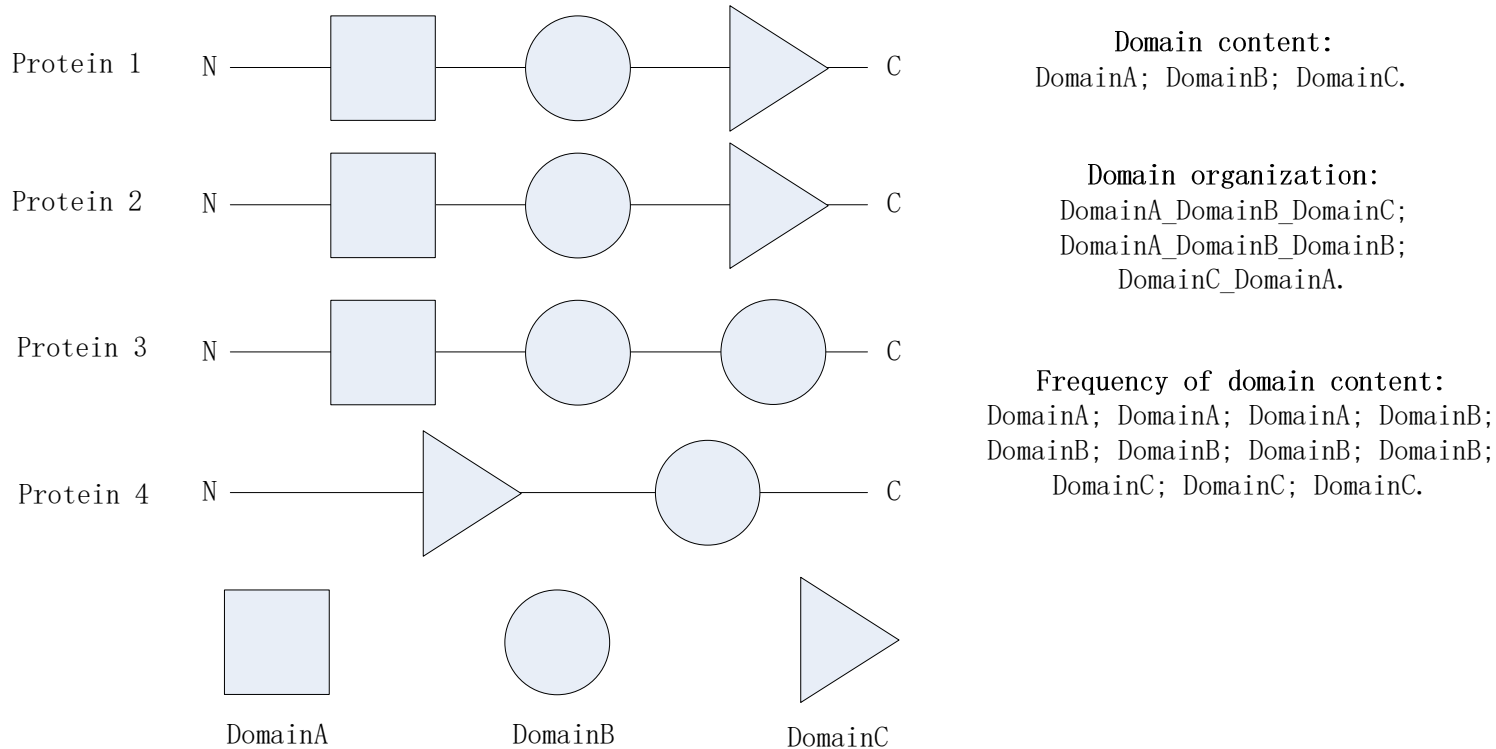 Protein 1 N C
Protein 2 N C
Protein 3 N C
Protein 4 N C
DomainA DomainB DomainC
Domain content:
DomainA; DomainB; DomainC.
Domain organization:
DomainA_DomainB_DomainC;
DomainA_DomainB_DomainB;
DomainC_DomainA.
Frequency of domain content:
DomainA; DomainA; DomainA; DomainB;
DomainB; DomainB; DomainB; DomainB;
DomainC; DomainC; DomainC.